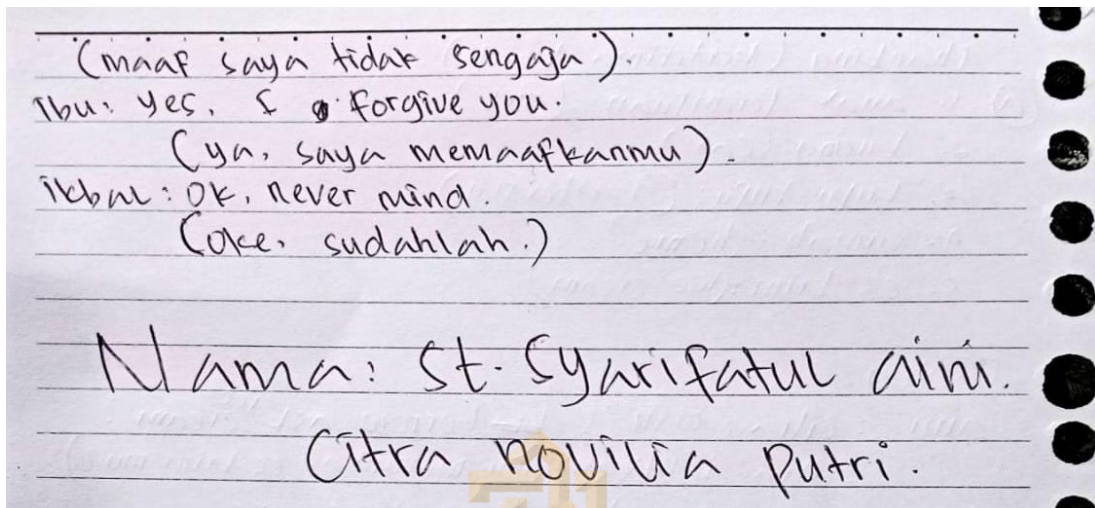 (maaf saya tidak sengaja).
Ibu: Yes, I forgive you.
(ya, saya memaafkanmu).
ikbal: Ok, never mind.
(oke, sudahlah.)
Nama: St. Syarifatul aini.
Citra novilia putri.